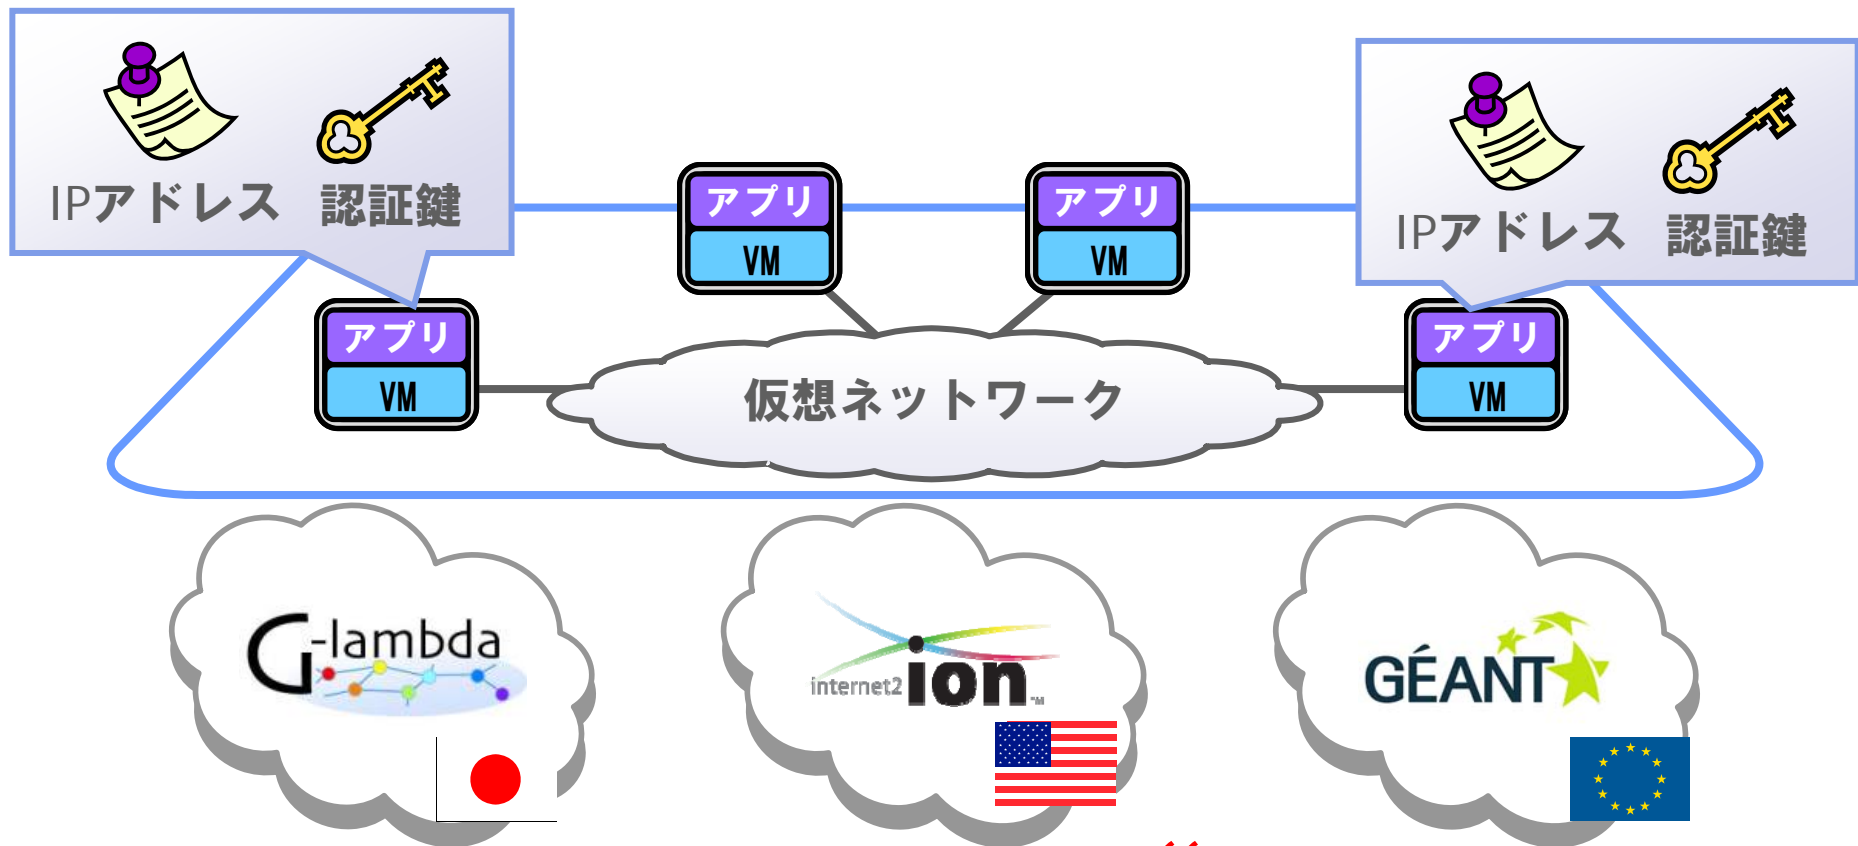 IPアドレス 認証鍵
IPアドレス 認証鍵
アプリ
VM
アプリ
VM
アプリ
VM
アプリ
VM
仮想ネットワーク
G-lambda
internet2 ion TM
GÉANT